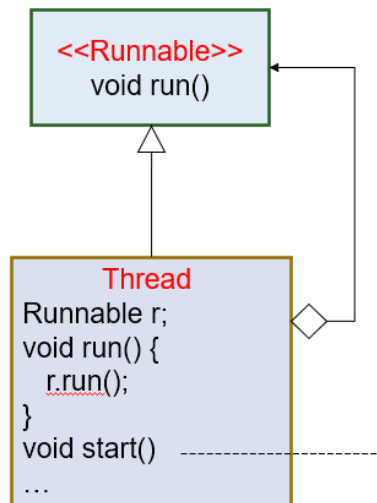 <<Runnable>>
void run()
Thread
Runnable r;
void run() {
r.run();
}
void start()
...